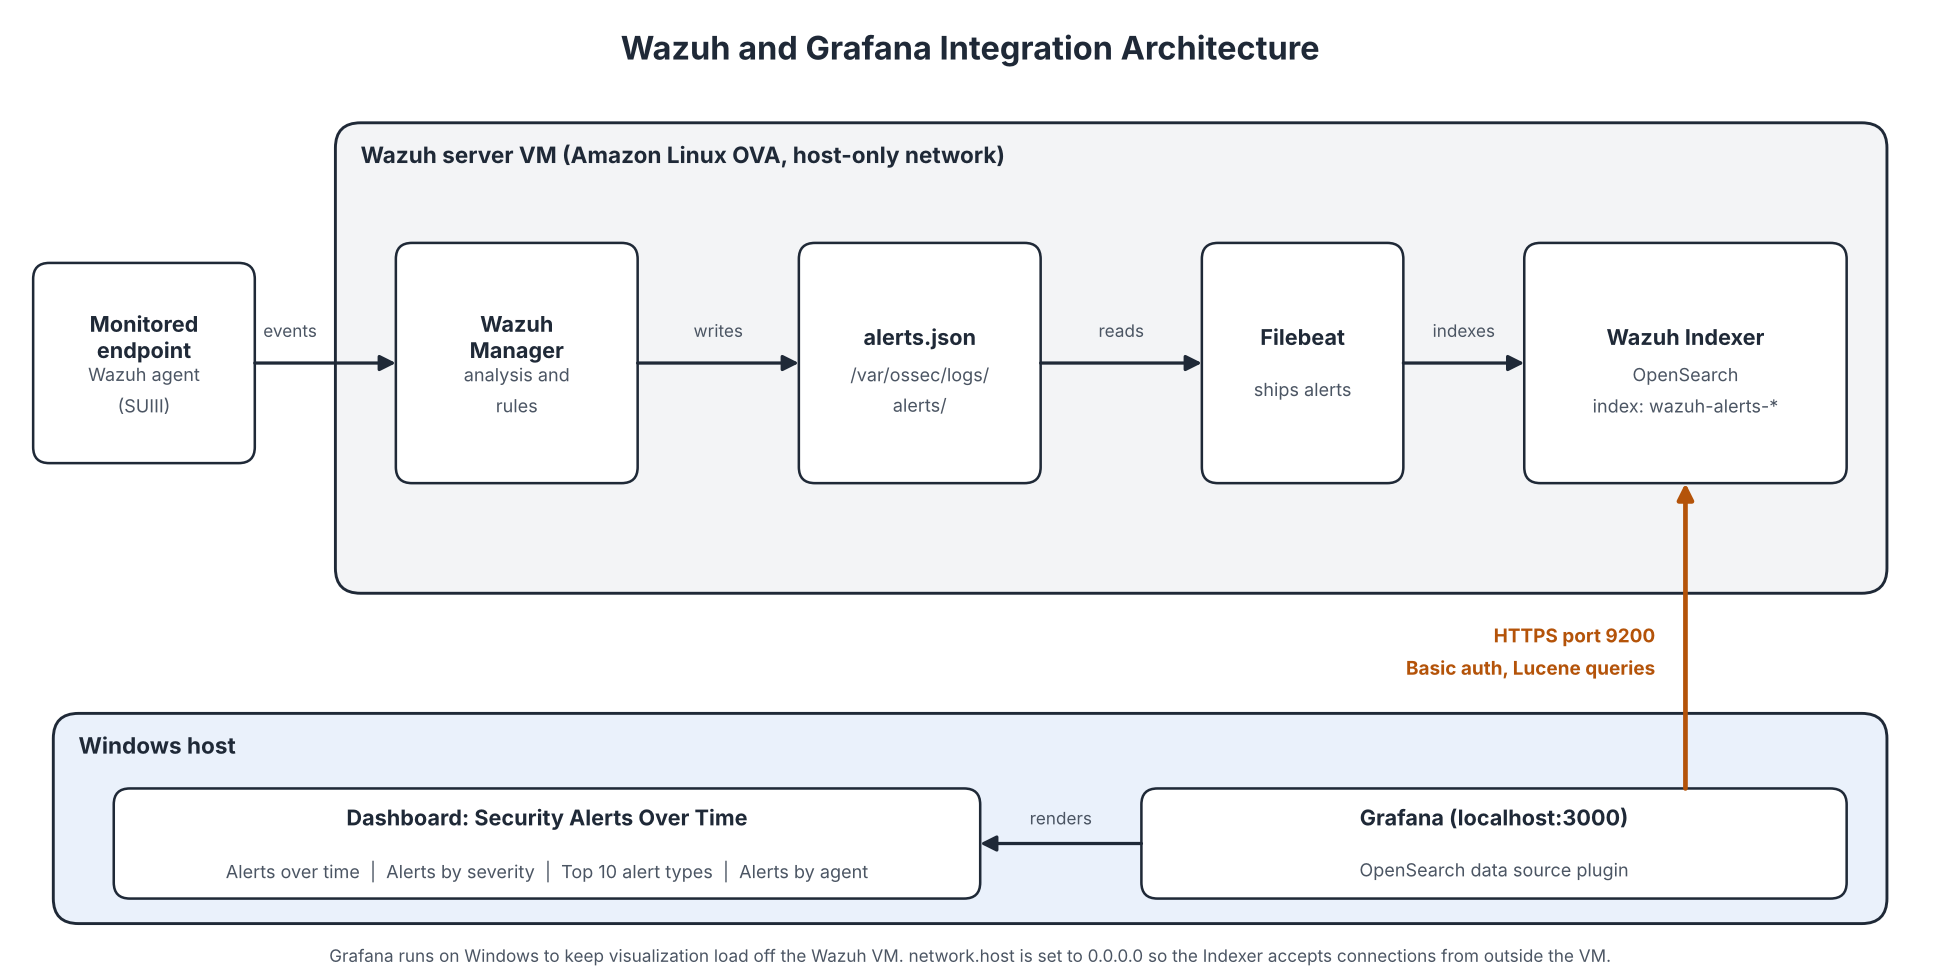 Wazuh and Grafana Integration Architecture
Wazuh server VM (Amazon Linux OVA, host-only network)
Monitored
endpoint
Wazuh agent
(SUIII)
events
Wazuh
Manager
analysis and
rules
writes
alerts.json
/var/ossec/logs/
alerts/
reads
Filebeat
ships alerts
indexes
Wazuh Indexer
OpenSearch
index: wazuh-alerts-*
HTTPS port 9200
Basic auth, Lucene queries
Windows host
Dashboard: Security Alerts Over Time
Alerts over time | Alerts by severity | Top 10 alert types | Alerts by agent
renders
Grafana (localhost:3000)
OpenSearch data source plugin
Grafana runs on Windows to keep visualization load off the Wazuh VM. network.host is set to 0.0.0.0 so the Indexer accepts connections from outside the VM.